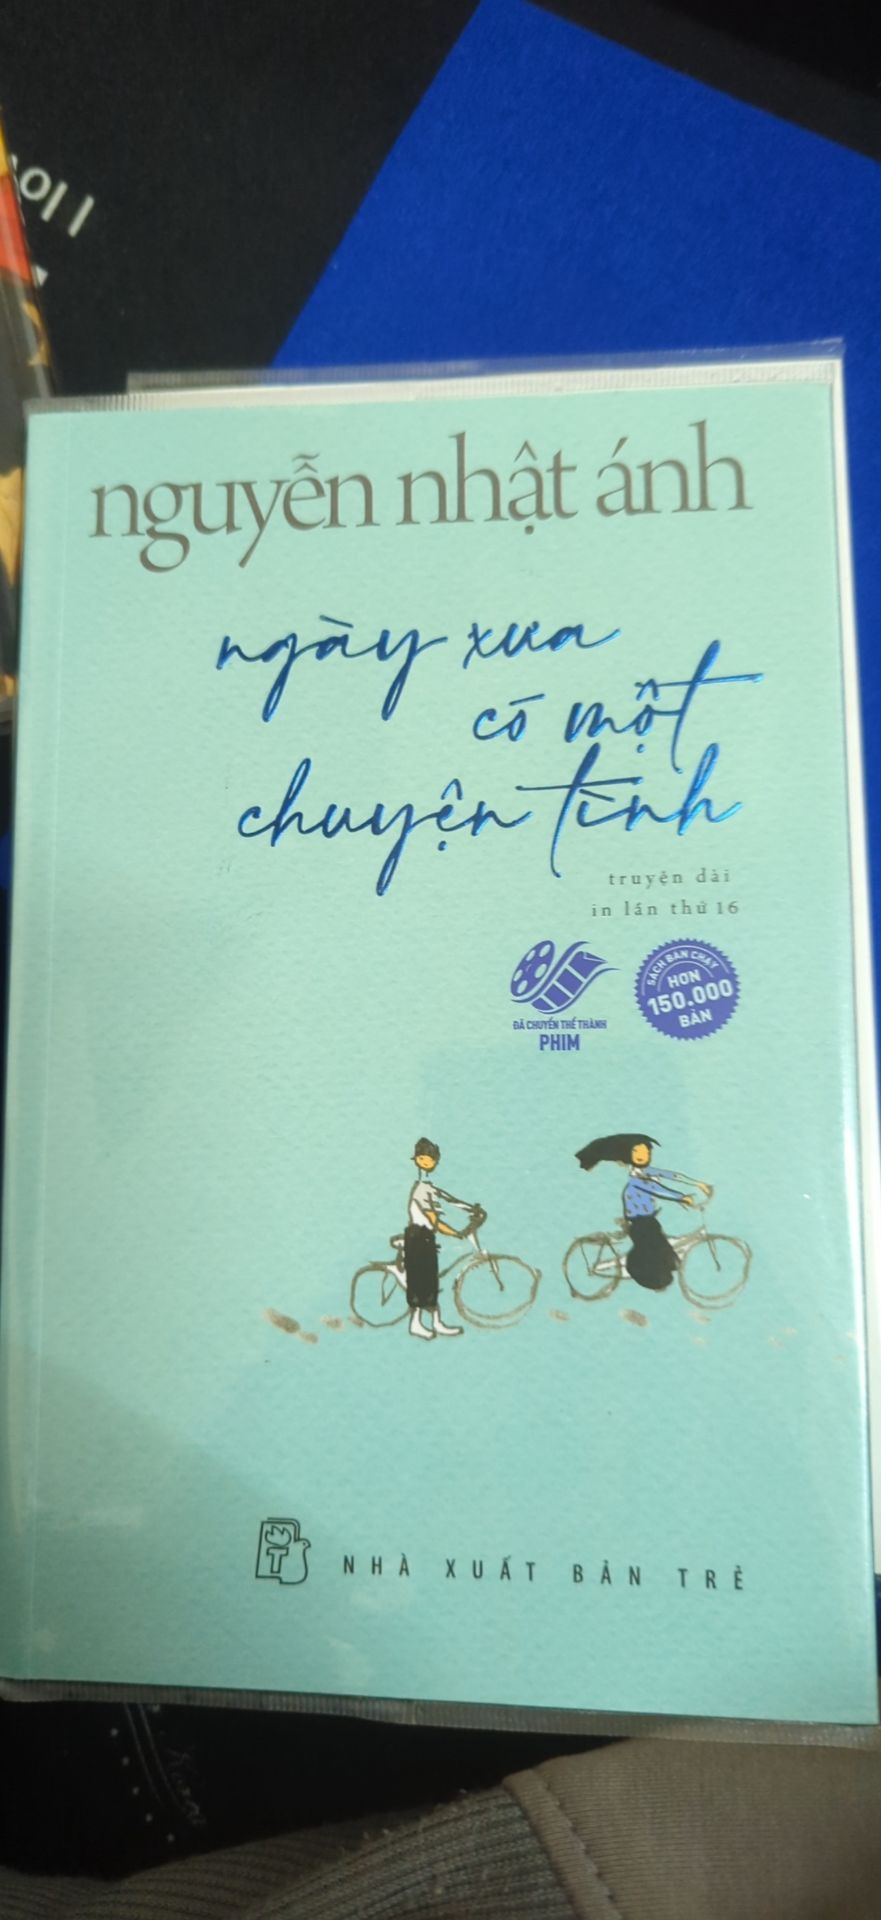 nguyễn nhật ánh
ngày xưa
có một
chuyện tình
truyện dài
in lần thứ 16
ĐÃ CHUYỂN THỂ THÀNH
PHIM
SÁCH BÁN CHẠY
HƠN
150.000
BẢN
NHÀ XUẤT BẢN TRẺ